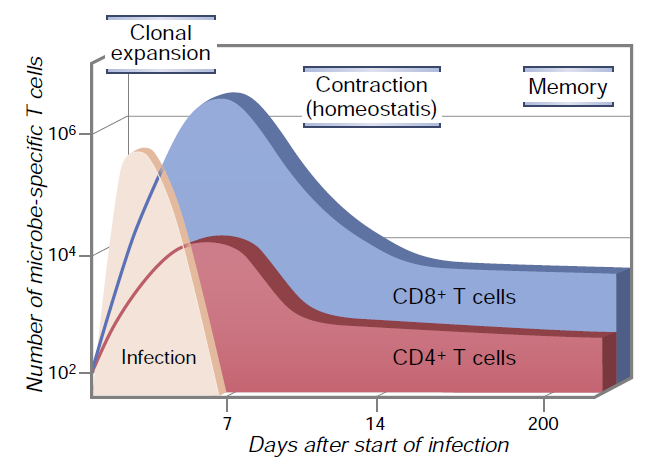 Clonal
expansion
Contraction
(homeostatis)
Memory
Number of microbe-specific T cells
10⁶
10⁴
10²
CD8⁺ T cells
CD4⁺ T cells
Infection
7
14
200
Days after start of infection